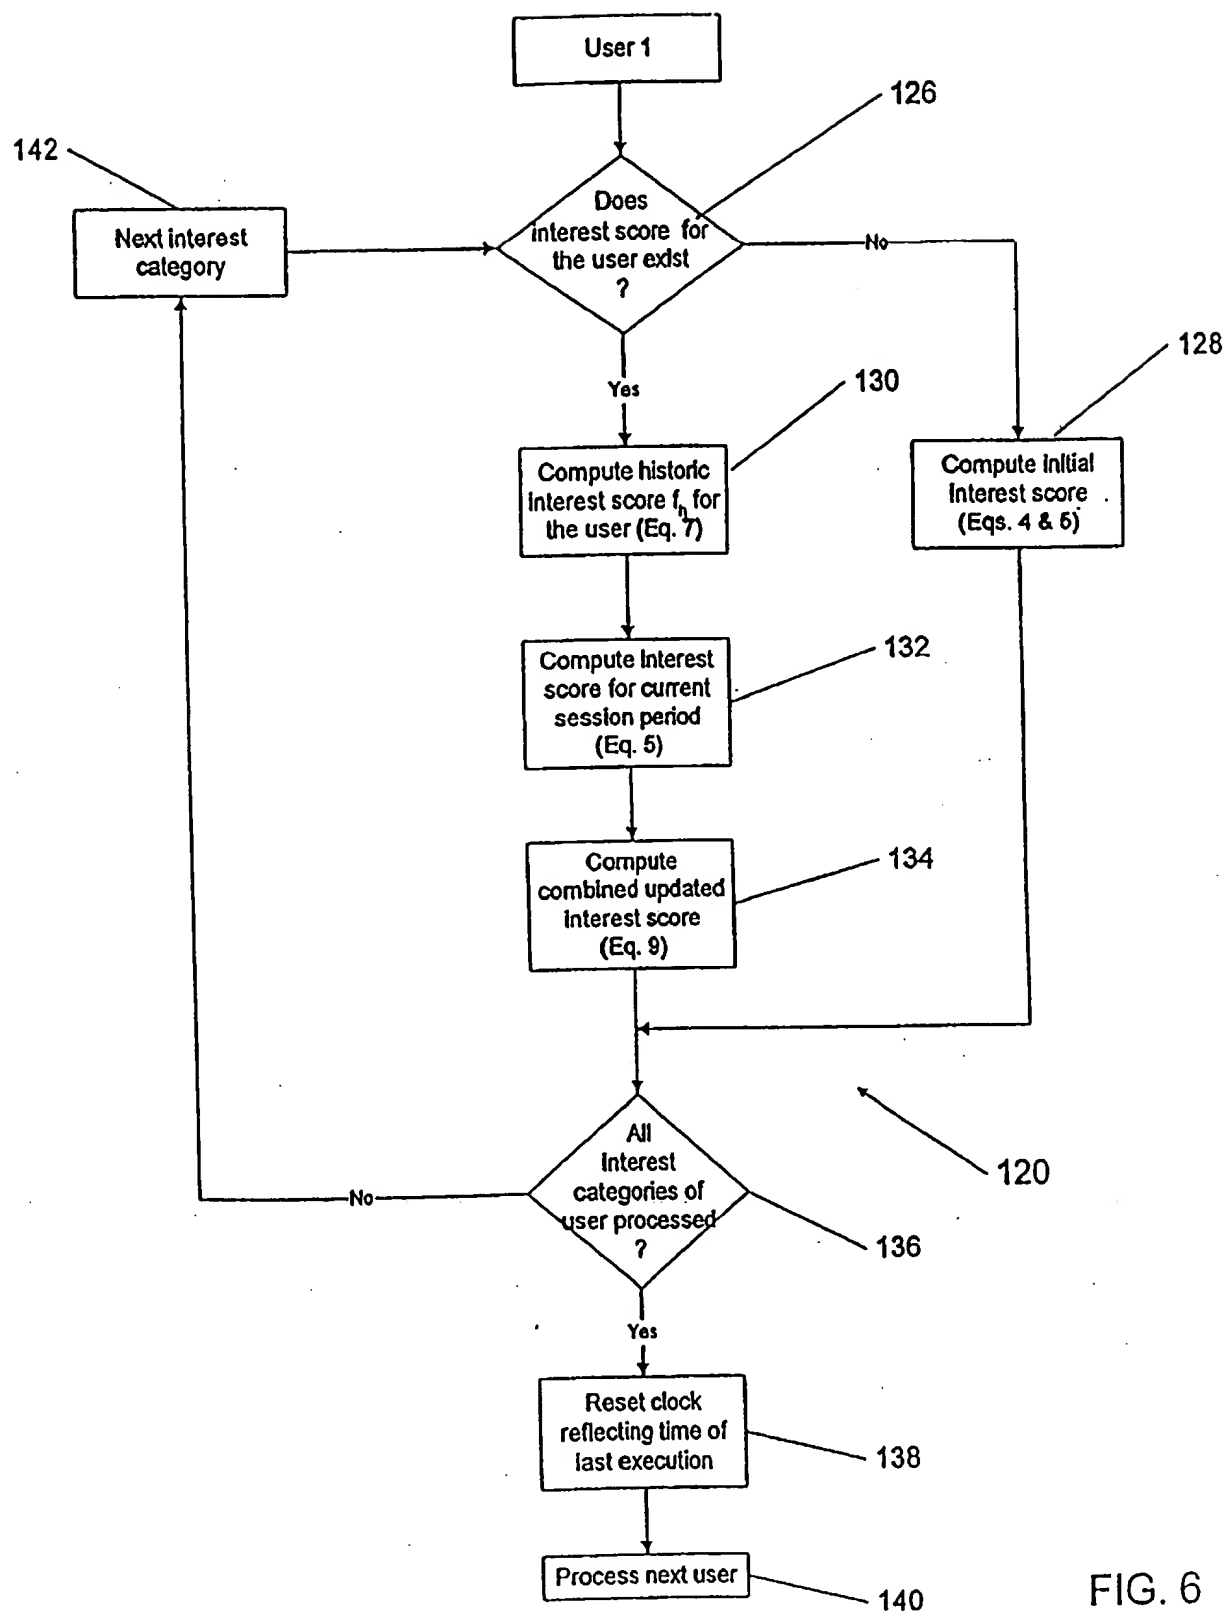 User 1
126
142
Does
interest score for
the user exist
?
Next interest
category
No
128
Yes
130
Compute historic
interest score fh for
the user (Eq. 7)
Compute initial
interest score
(Eqs. 4 & 5)
132
Compute interest
score for current
session period
(Eq. 5)
134
Compute
combined updated
interest score
(Eq. 9)
All
interest
categories of
user processed
?
120
No
136
Yes
Reset clock
reflecting time of
last execution
138
Process next user
140
FIG. 6